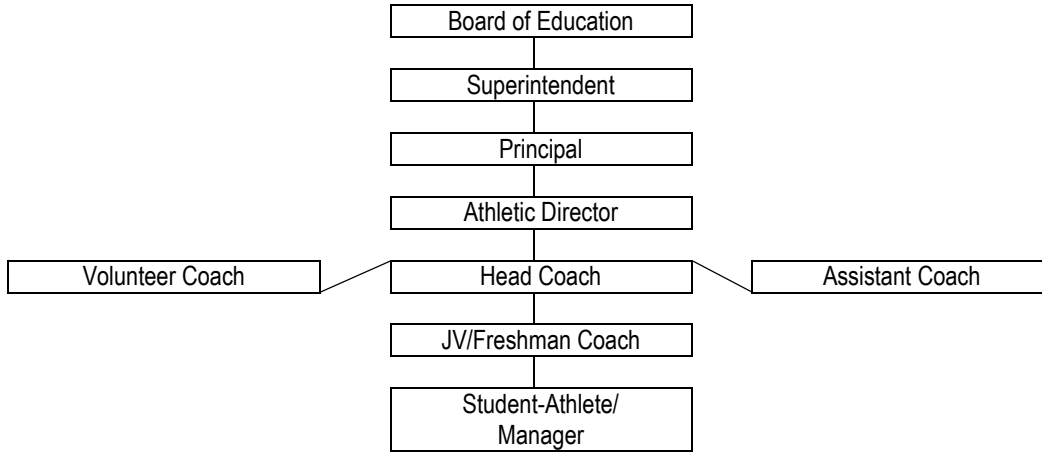 Board of Education
Superintendent
Principal
Athletic Director
Volunteer Coach
Head Coach
Assistant Coach
JV/Freshman Coach
Student-Athlete/
Manager